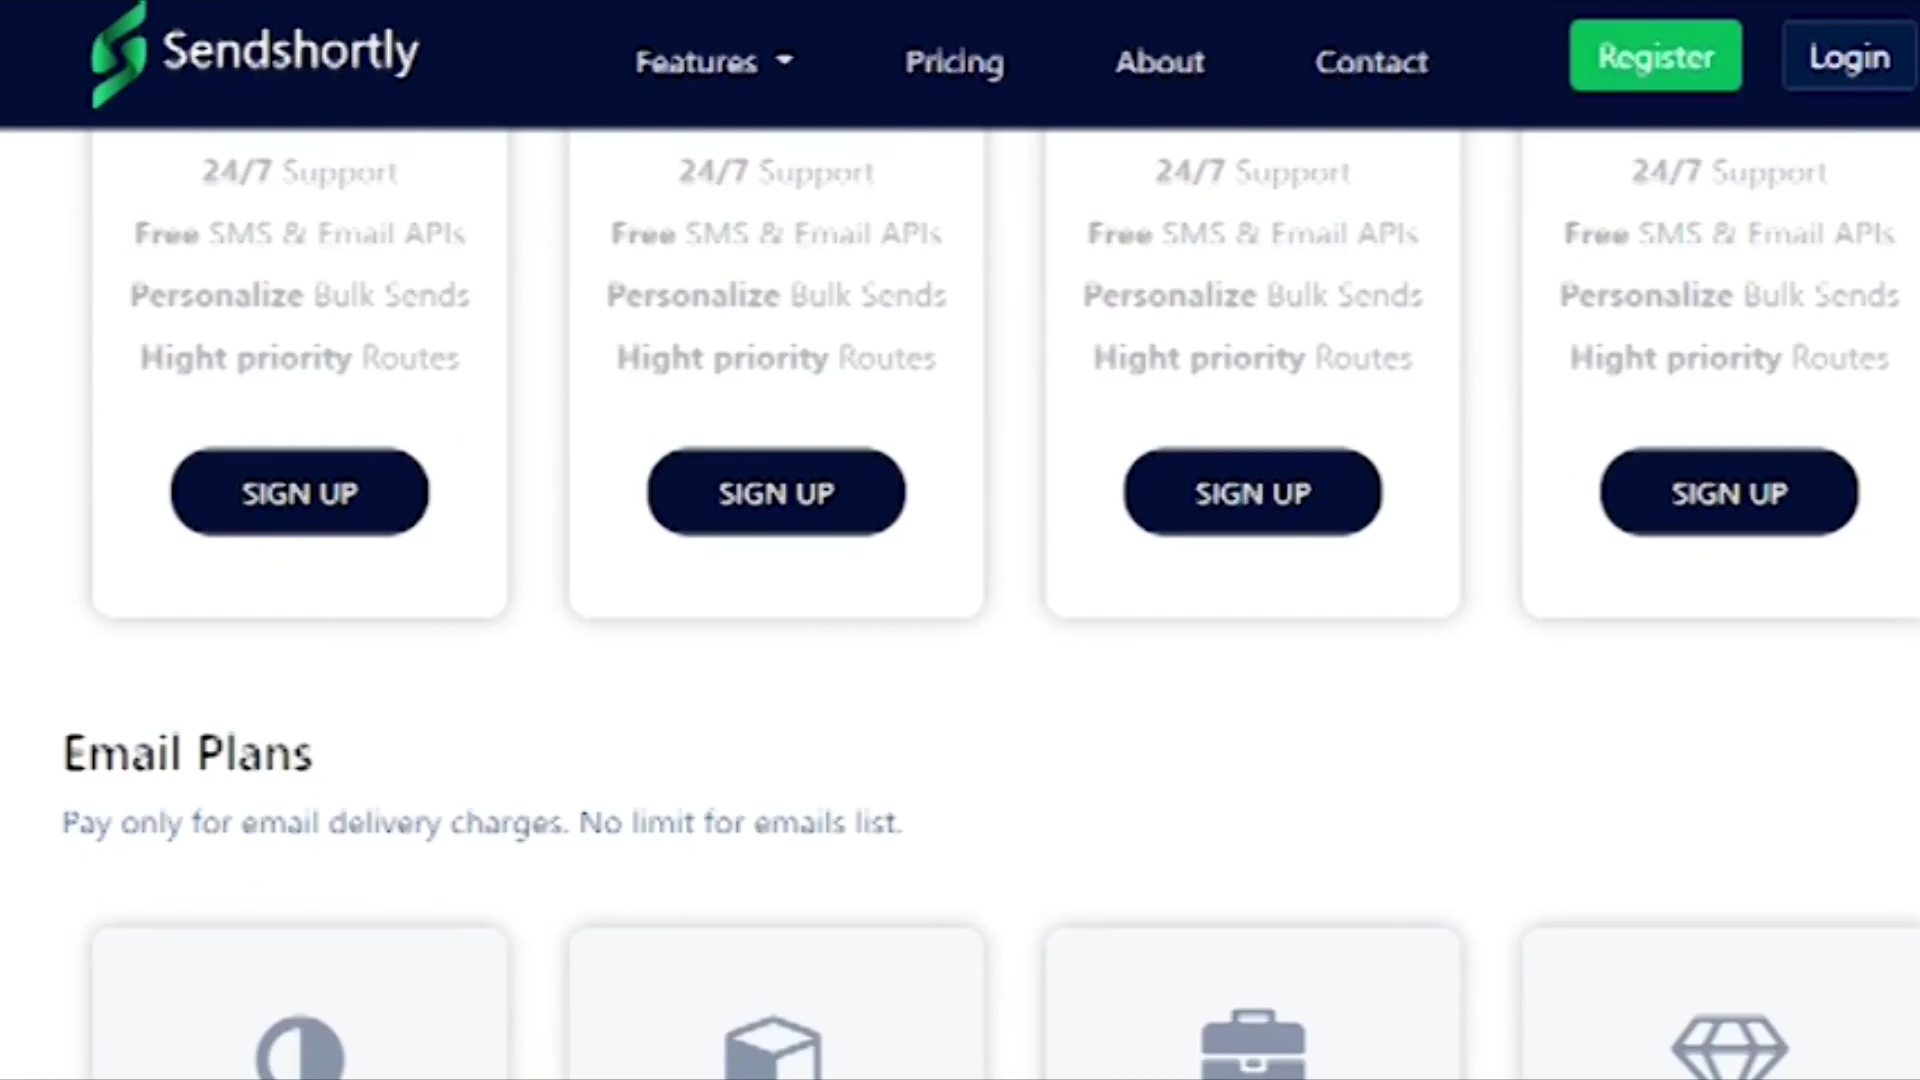 Sendshortly Features Pricing About Contact Register Login
24/7 Support 24/7 Support 24/7 Support 24/7 Support
Free SMS & Email APIs Free SMS & Email APIs Free SMS & Email APIs Free SMS & Email APIs
Personalize Bulk Sends Personalize Bulk Sends Personalize Bulk Sends Personalize Bulk Sends
Hight priority Routes Hight priority Routes Hight priority Routes Hight priority Routes
SIGN UP SIGN UP SIGN UP SIGN UP
Email Plans
Pay only for email delivery charges. No limit for emails list.